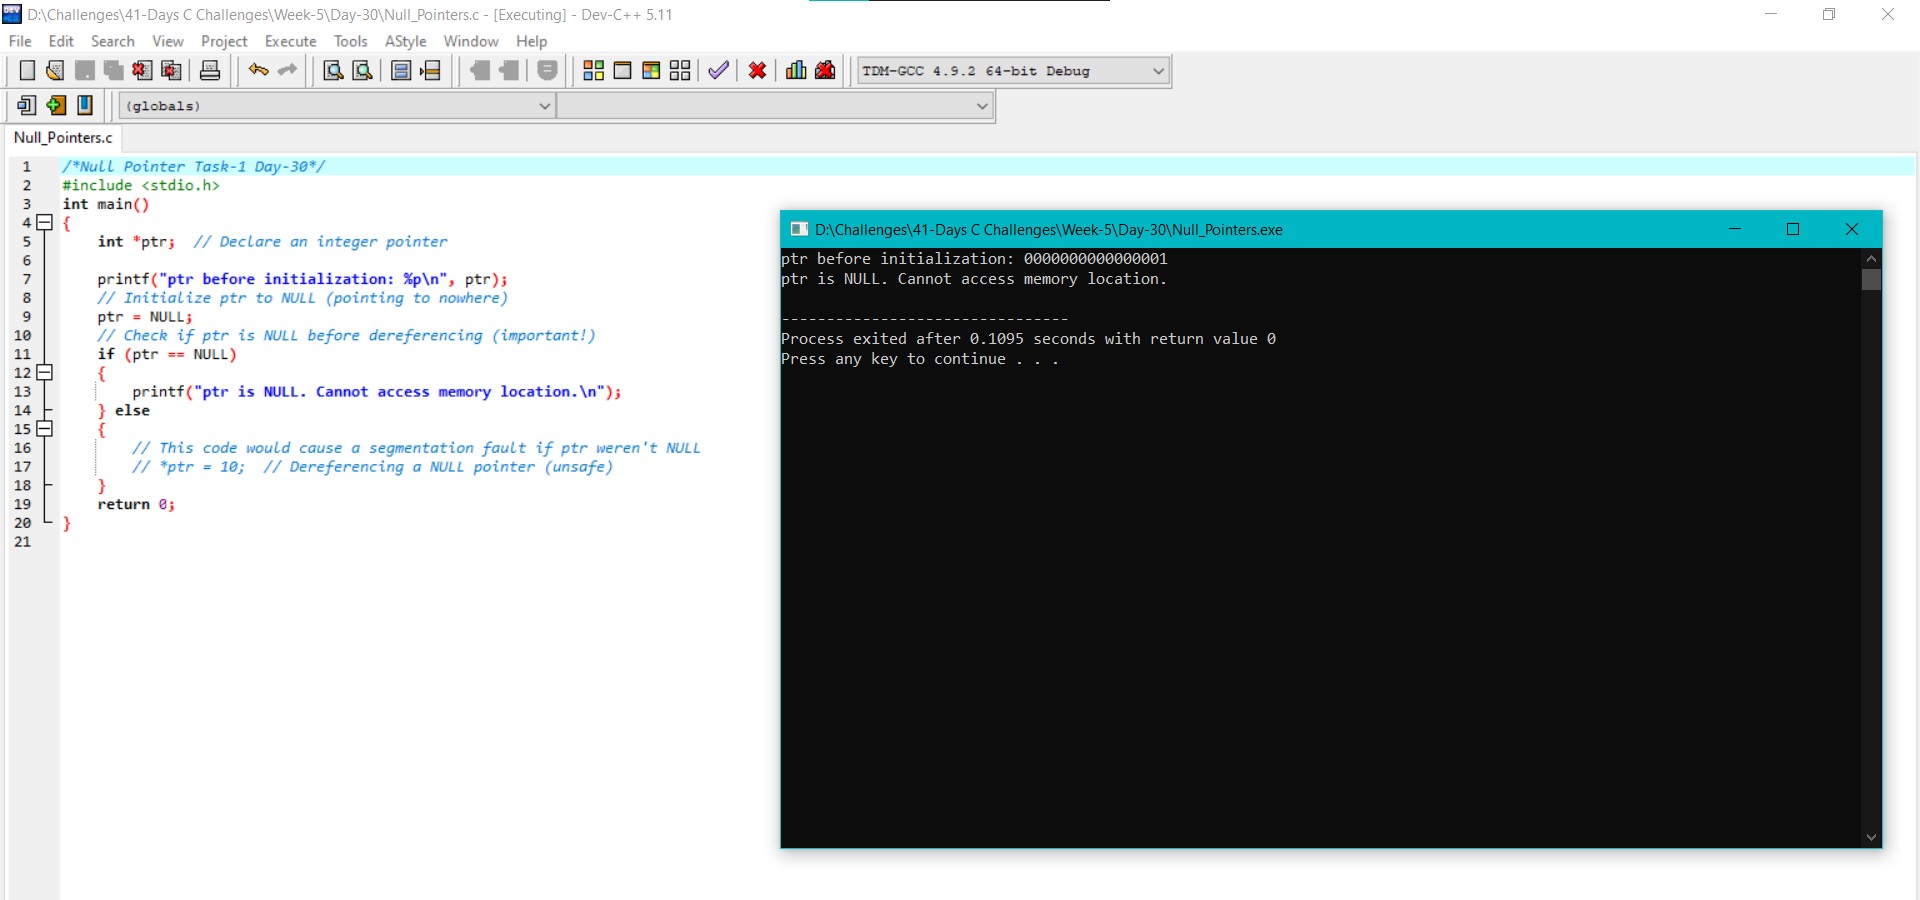 D:\Challenges\41-Days C Challenges\Week-5\Day-30\Null_Pointers.c - [Executing] - Dev-C++ 5.11
File Edit Search View Project Execute Tools AStyle Window Help
TDM-GCC 4.9.2 64-bit Debug
(globals)
Null_Pointers.c
1 /*Null Pointer Task-1 Day-30*/
2 #include <stdio.h>
3 int main()
4 {
5 int *ptr; // Declare an integer pointer
6
7 printf("ptr before initialization: %p\n", ptr);
8 // Initialize ptr to NULL (pointing to nowhere)
9 ptr = NULL;
10 // Check if ptr is NULL before dereferencing (important!)
11 if (ptr == NULL)
12 {
13 printf("ptr is NULL. Cannot access memory location.\n");
14 } else
15 {
16 // This code would cause a segmentation fault if ptr weren't NULL
17 // *ptr = 10; // Dereferencing a NULL pointer (unsafe)
18 }
19 return 0;
20 }
21
D:\Challenges\41-Days C Challenges\Week-5\Day-30\Null_Pointers.exe
ptr before initialization: 0000000000000001
ptr is NULL. Cannot access memory location.
--------------------------------
Process exited after 0.1095 seconds with return value 0
Press any key to continue . . .